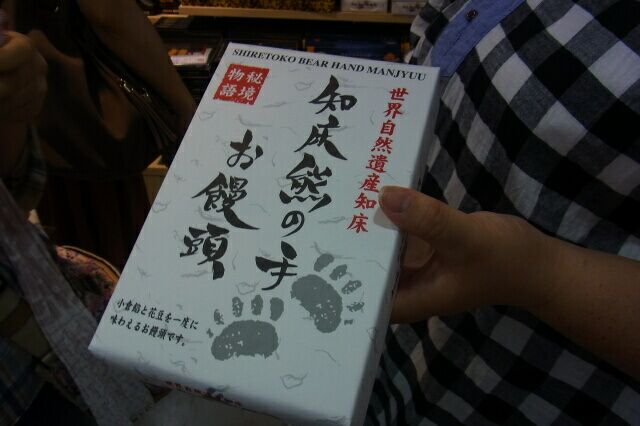 SHIRETOKO BEAR HAND MANJYUU
世界自然遺産知床
秘境
物語
知床熊の手
お饅頭
小倉餡と花豆を一度に
味わえるお饅頭です。